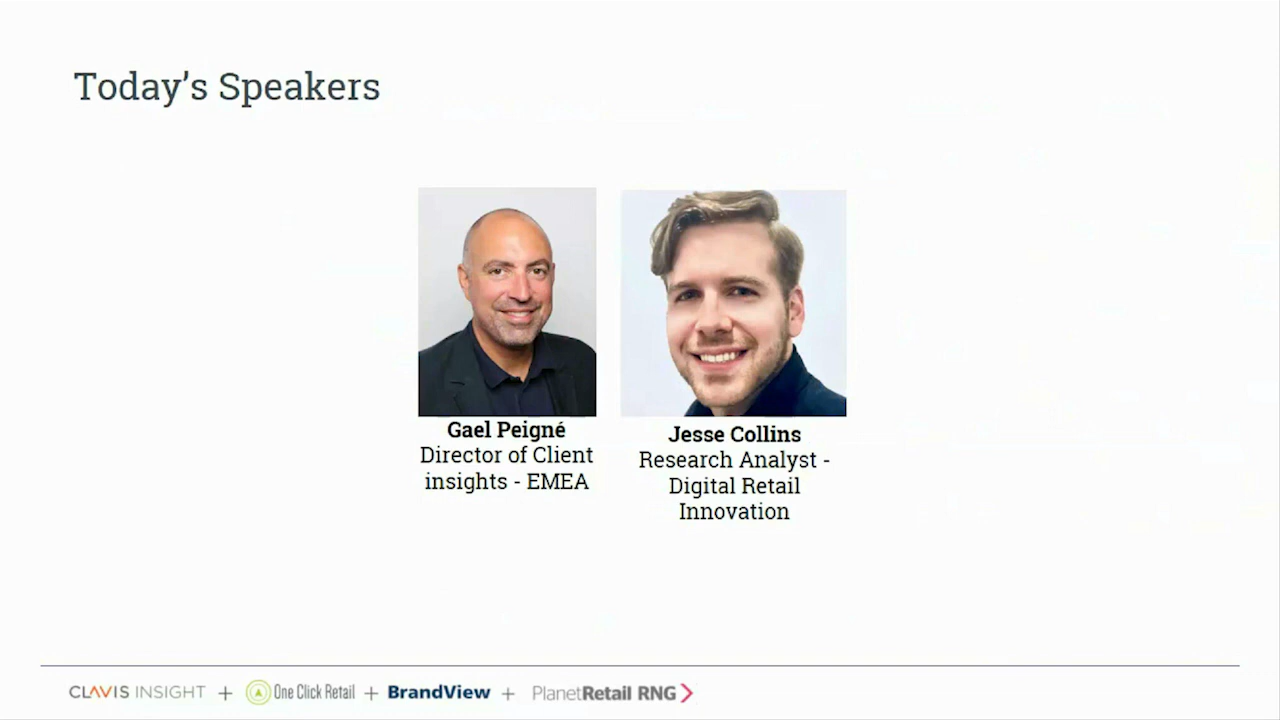 Today's Speakers
Gael Peigné
Director of Client
insights - EMEA
Jesse Collins
Research Analyst -
Digital Retail
Innovation
CLAVIS INSIGHT + One Click Retail + BrandView + PlanetRetail RNG